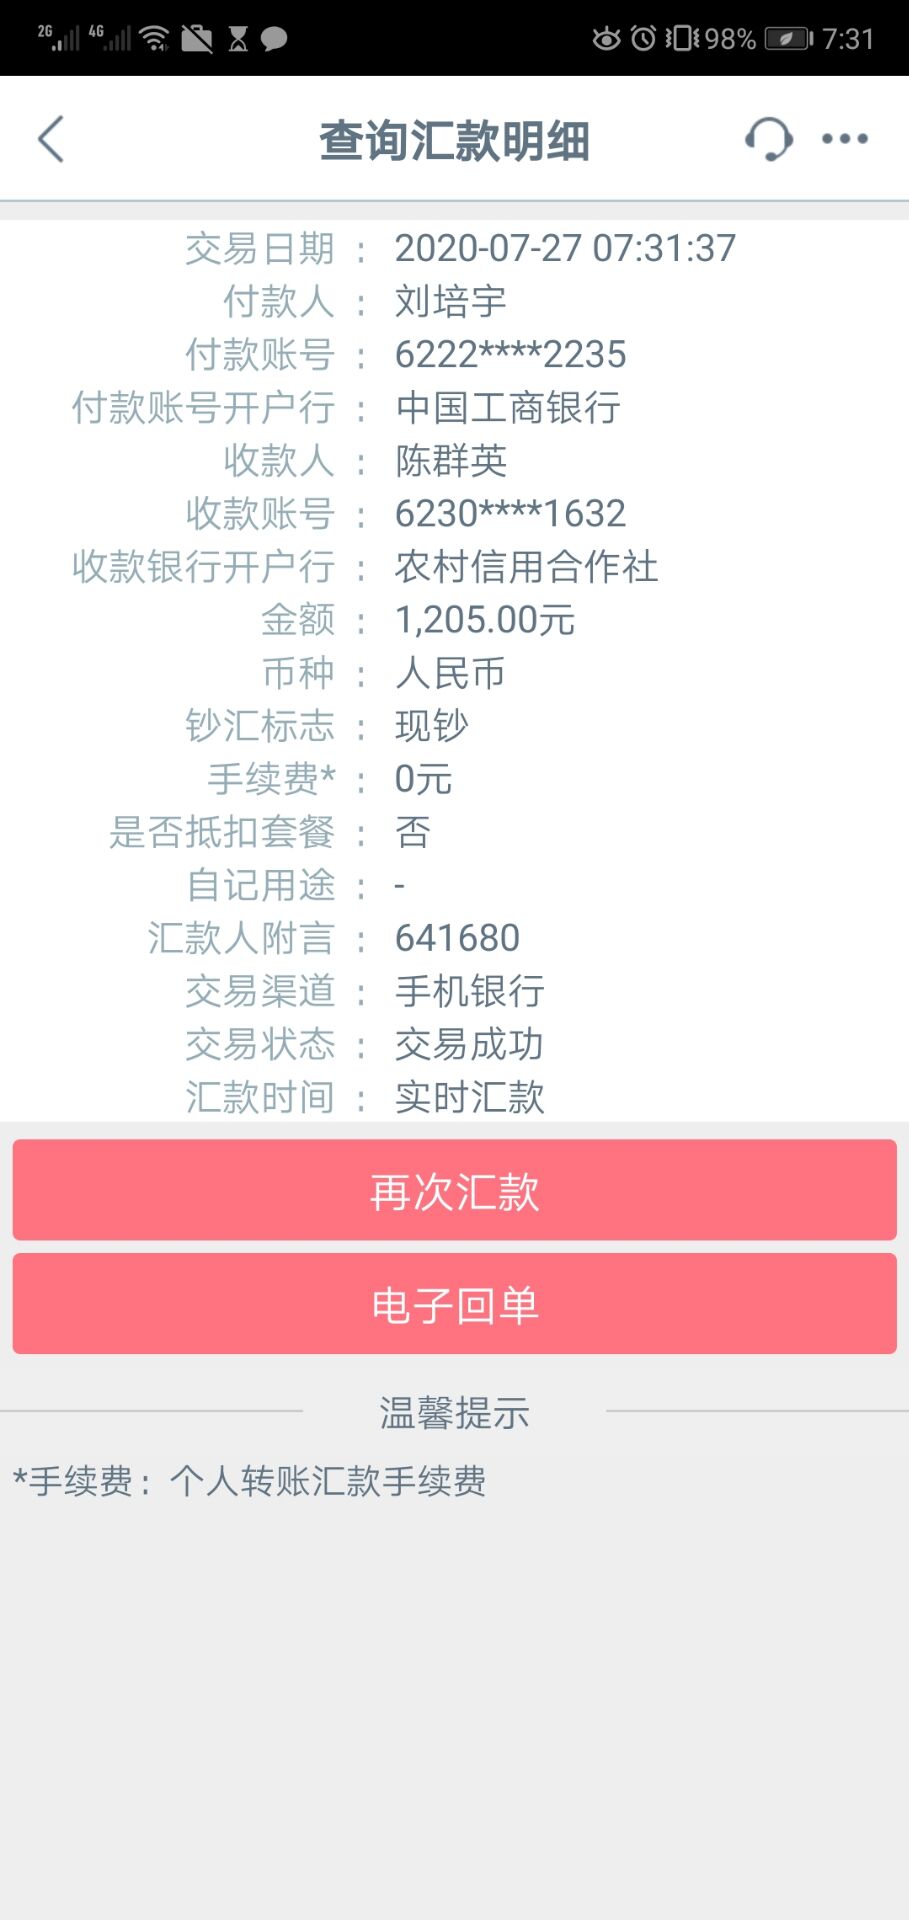 2G 4G 98% 7:31
查询汇款明细
交易日期 : 2020-07-27 07:31:37
付款人 : 刘培宇
付款账号 : 6222****2235
付款账号开户行 : 中国工商银行
收款人 : 陈群英
收款账号 : 6230****1632
收款银行开户行 : 农村信用合作社
金额 : 1,205.00元
币种 : 人民币
钞汇标志 : 现钞
手续费* : 0元
是否抵扣套餐 : 否
自记用途 : -
汇款人附言 : 641680
交易渠道 : 手机银行
交易状态 : 交易成功
汇款时间 : 实时汇款
再次汇款
电子回单
温馨提示
*手续费：个人转账汇款手续费